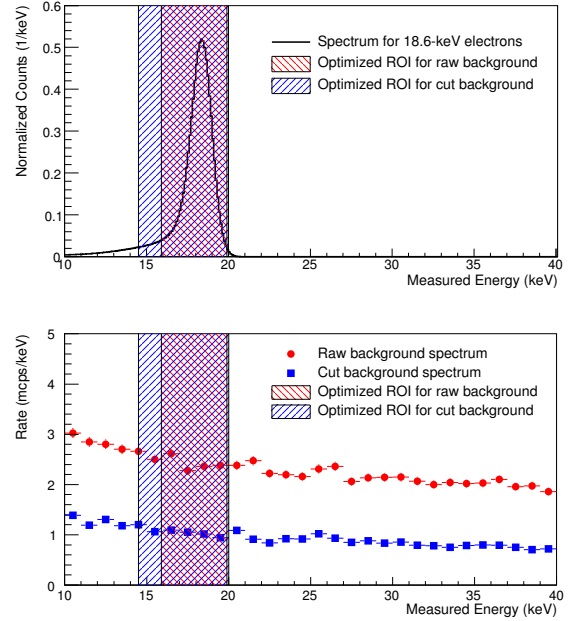 Normalized Counts (1/keV)
0.6
0.5
0.4
0.3
0.2
0.1
0
Spectrum for 18.6-keV electrons
Optimized ROI for raw background
Optimized ROI for cut background
10 15 20 25 30 35 40
Measured Energy (keV)
Rate (mcps/keV)
5
4
3
2
1
0
Raw background spectrum
Cut background spectrum
Optimized ROI for raw background
Optimized ROI for cut background
10 15 20 25 30 35 40
Measured Energy (keV)